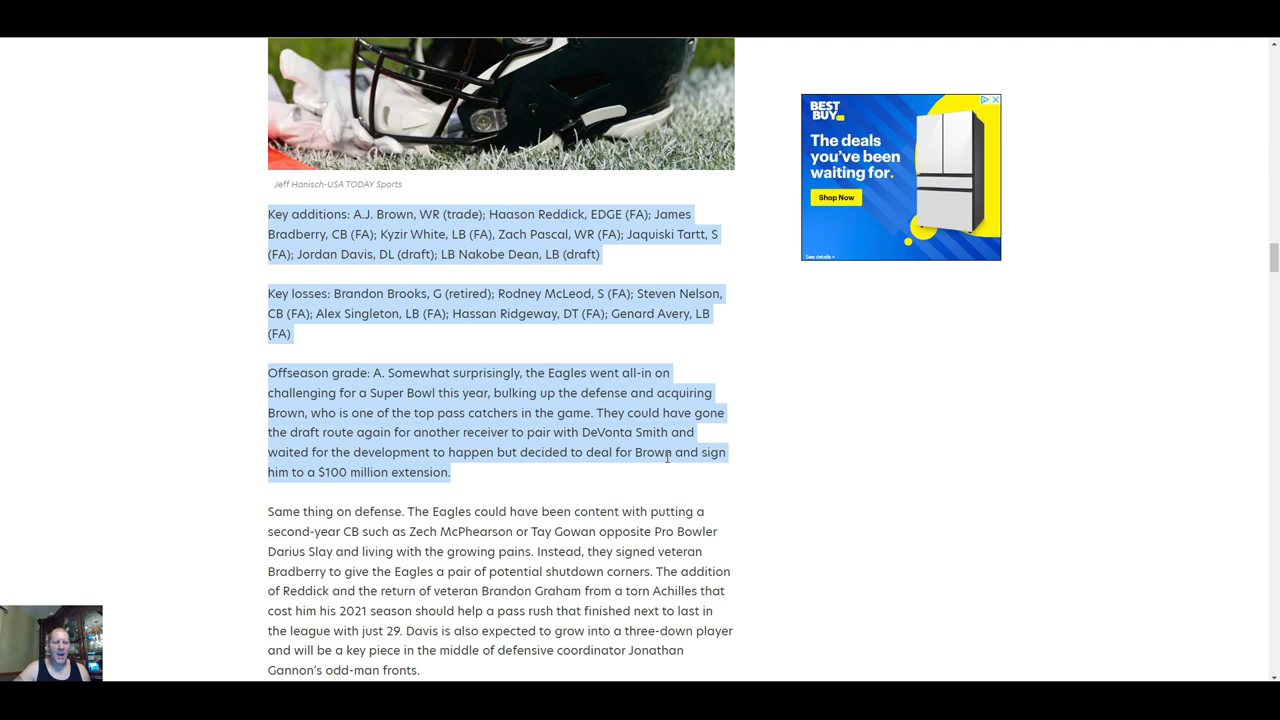 Jeff Hanisch-USA TODAY Sports
Key additions: A.J. Brown, WR (trade); Haason Reddick, EDGE (FA); James
Bradberry, CB (FA); Kyzir White, LB (FA), Zach Pascal, WR (FA); Jaquiski Tartt, S
(FA); Jordan Davis, DL (draft); LB Nakobe Dean, LB (draft)
Key losses: Brandon Brooks, G (retired); Rodney McLeod, S (FA); Steven Nelson,
CB (FA); Alex Singleton, LB (FA); Hassan Ridgeway, DT (FA); Genard Avery, LB
(FA)
Offseason grade: A. Somewhat surprisingly, the Eagles went all-in on
challenging for a Super Bowl this year, bulking up the defense and acquiring
Brown, who is one of the top pass catchers in the game. They could have gone
the draft route again for another receiver to pair with DeVonta Smith and
waited for the development to happen but decided to deal for Brown and sign
him to a $100 million extension.
Same thing on defense. The Eagles could have been content with putting a
second-year CB such as Zech McPhearson or Tay Gowan opposite Pro Bowler
Darius Slay and living with the growing pains. Instead, they signed veteran
Bradberry to give the Eagles a pair of potential shutdown corners. The addition
of Reddick and the return of veteran Brandon Graham from a torn Achilles that
cost him his 2021 season should help a pass rush that finished next to last in
the league with just 29. Davis is also expected to grow into a three-down player
and will be a key piece in the middle of defensive coordinator Jonathan
Gannon's odd-man fronts.
BEST
BUY
The deals
you've been
waiting for.
Shop Now
See details »